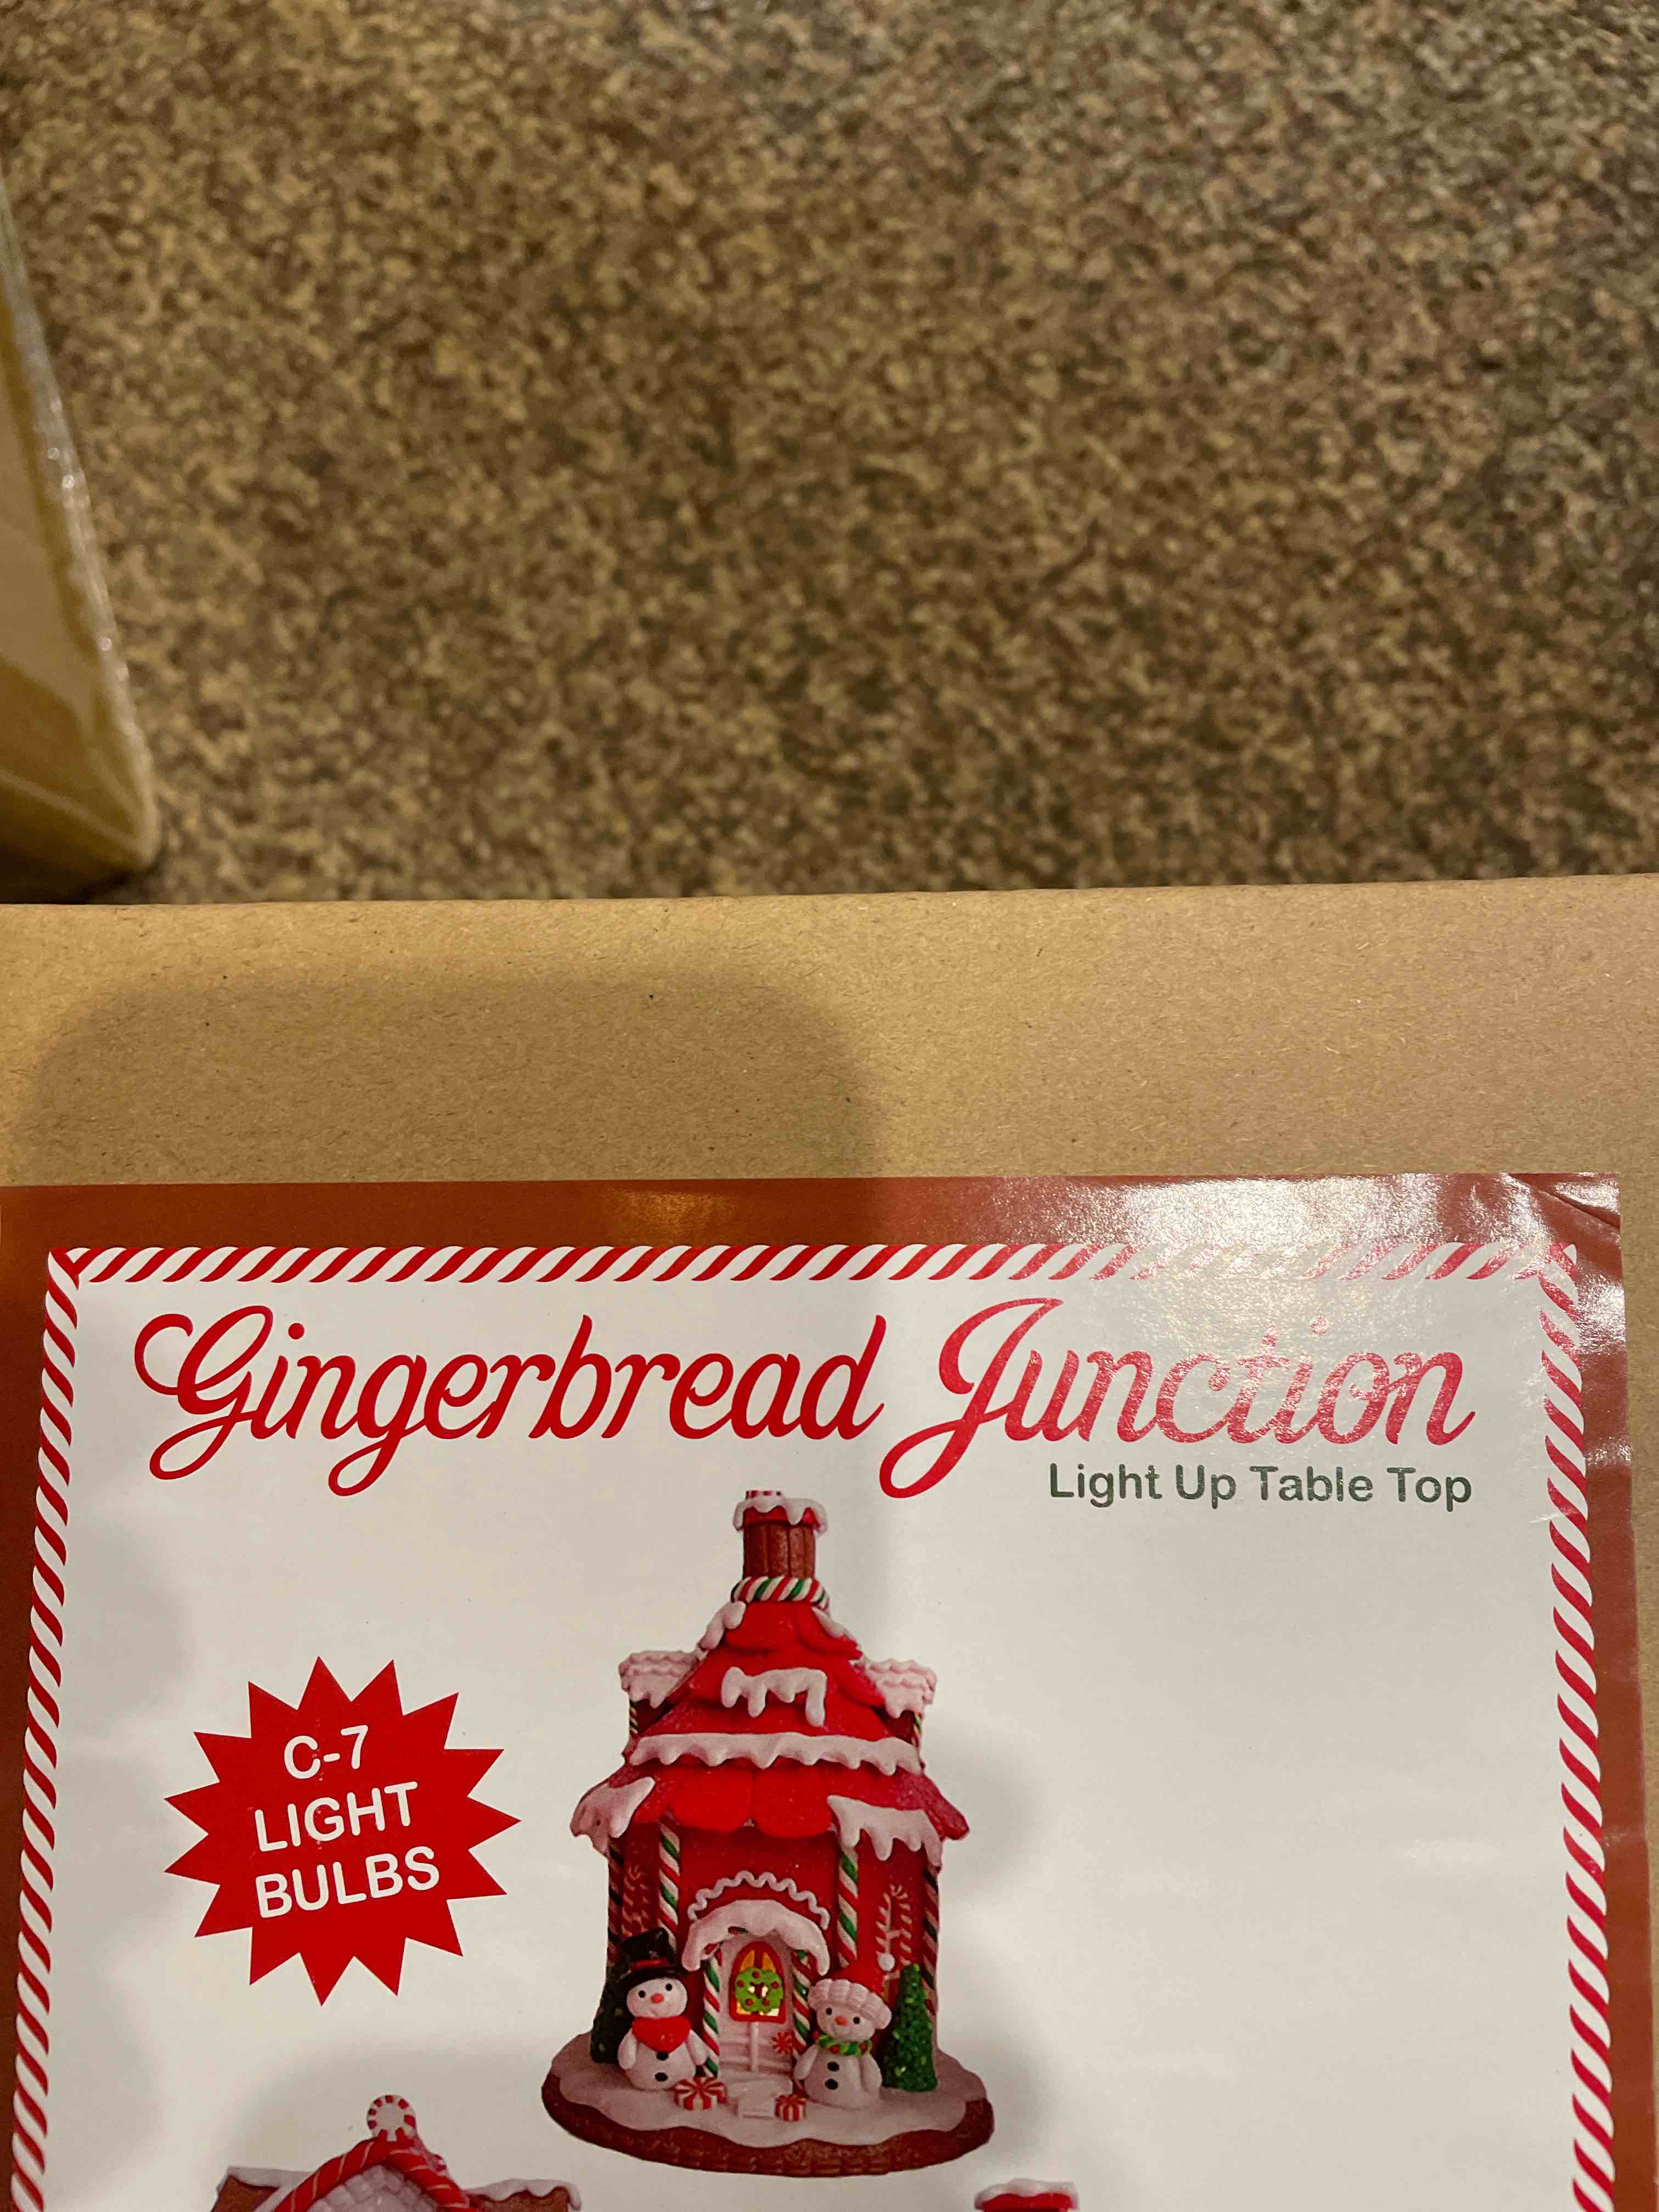 Gingerbread Junction
Light Up Table Top
C-7
LIGHT
BULBS